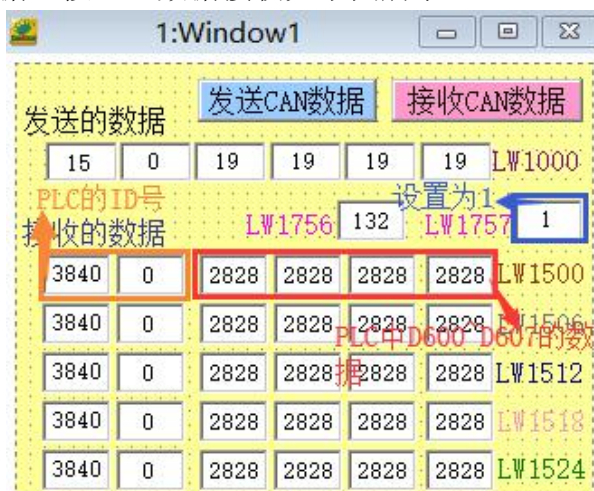 1:Window1
发送CAN数据 接收CAN数据
发送的数据
15 0 19 19 19 19 LW1000
PLC的ID号 设置为1
接收的数据 LW1756 132 LW1757 1
3840 0 2828 2828 2828 2828 LW1500
3840 0 2828 2828 2828 2828 LW1506
PLC中D600~D607的数据
3840 0 2828 2828 2828 2828 LW1512
3840 0 2828 2828 2828 2828 LW1518
3840 0 2828 2828 2828 2828 LW1524